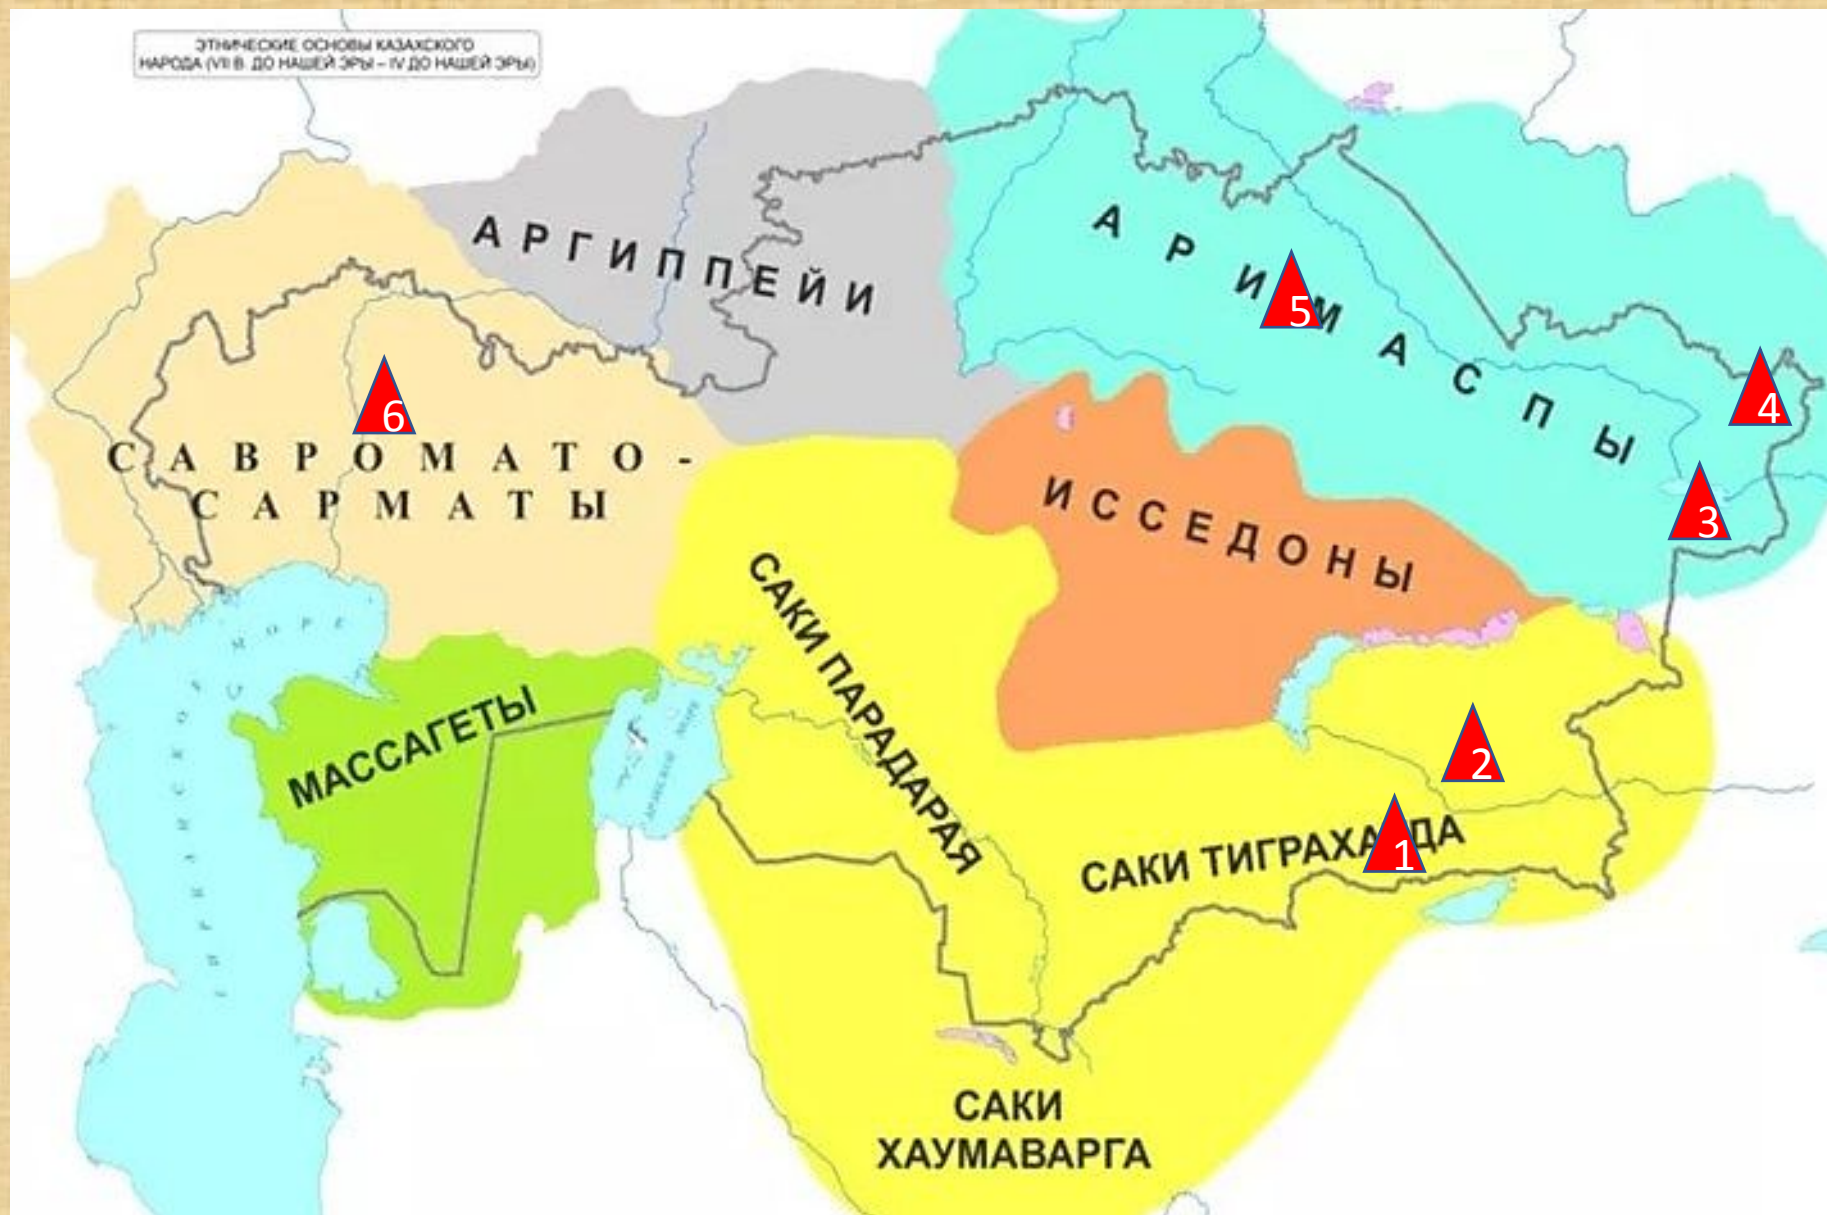 ЭТНИЧЕСКИЕ ОСНОВЫ КАЗАХСКОГО
НАРОДА (VII В. ДО НАШЕЙ ЭРЫ – IV ДО НАШЕЙ ЭРЫ)
АРГИППЕЙИ
АРИМАСПЫ
5
4
6
САВРОМАТО-
САРМАТЫ
3
ИССЕДОНЫ
САКИ ПАРАДАРАЯ
МОРЕ
МАССАГЕТЫ
2
САКИ ТИГРАХАУДА
1
САКИ
ХАУМАВАРГА